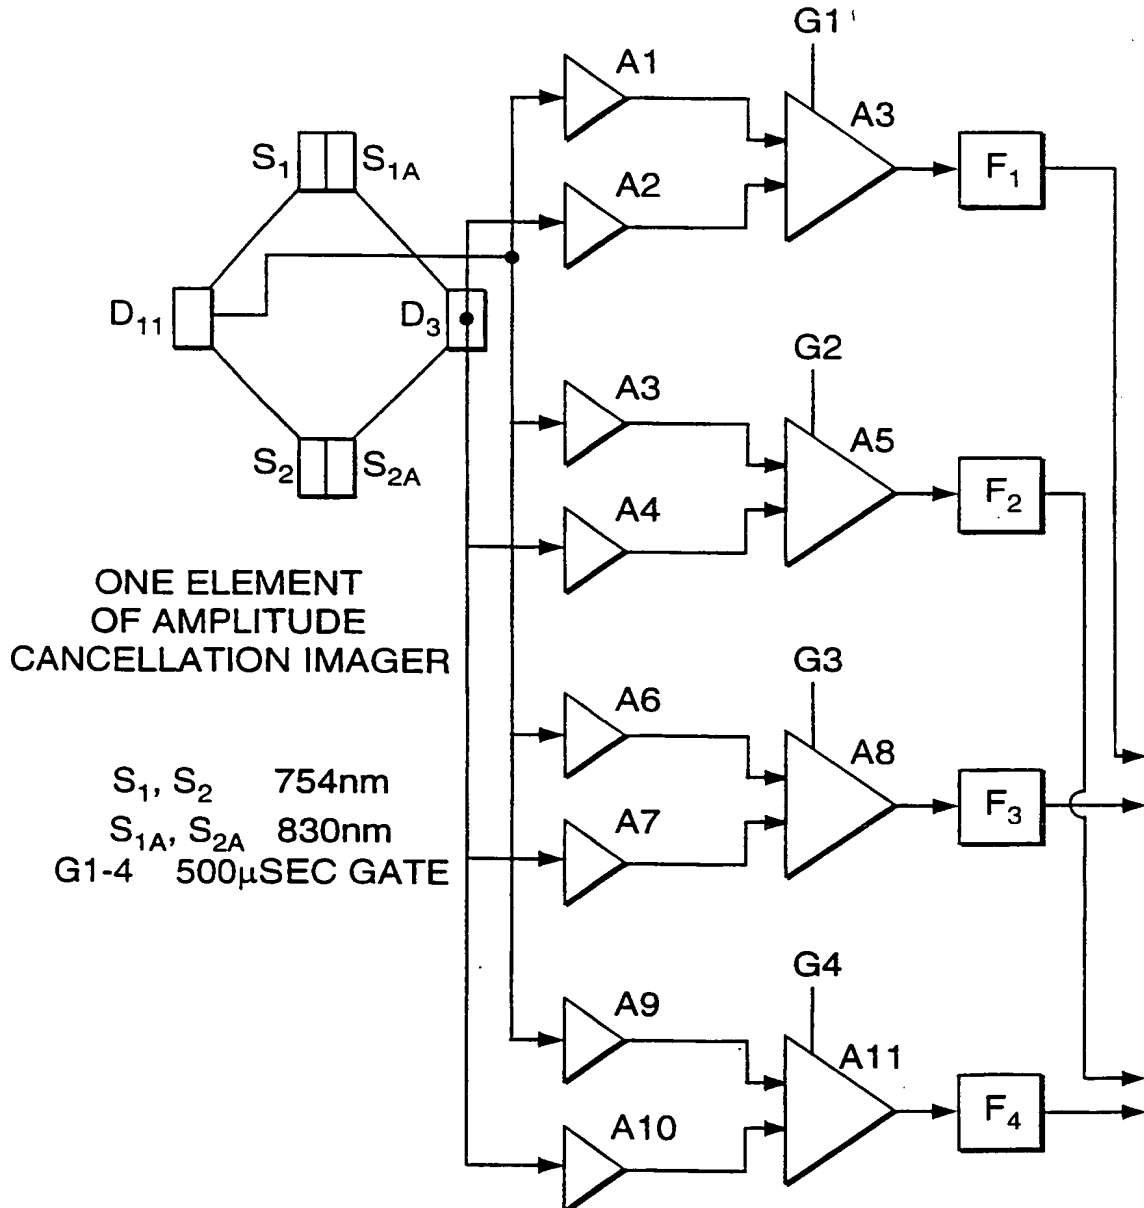 G1
A1
A3
S1 S1A
F1
A2
D11 D3
G2
A3
A5
S2 S2A
F2
A4
ONE ELEMENT
OF AMPLITUDE
CANCELLATION IMAGER
G3
A6
A8
S1, S2 754nm
F3
S1A, S2A 830nm
A7
G1-4 500μSEC GATE
G4
A9
A11
F4
A10